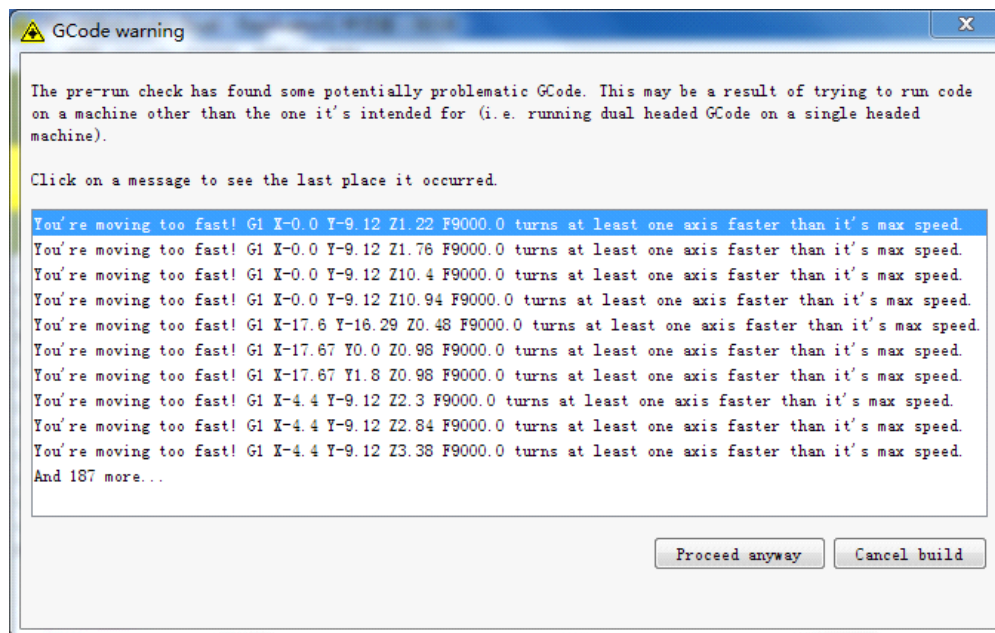 GCode warning
The pre-run check has found some potentially problematic GCode. This may be a result of trying to run code
on a machine other than the one it's intended for (i.e. running dual headed GCode on a single headed
machine).
Click on a message to see the last place it occurred.
You're moving too fast! G1 X-0.0 Y-9.12 Z1.22 F9000.0 turns at least one axis faster than it's max speed.
You're moving too fast! G1 X-0.0 Y-9.12 Z1.76 F9000.0 turns at least one axis faster than it's max speed.
You're moving too fast! G1 X-0.0 Y-9.12 Z10.4 F9000.0 turns at least one axis faster than it's max speed.
You're moving too fast! G1 X-0.0 Y-9.12 Z10.94 F9000.0 turns at least one axis faster than it's max speed.
You're moving too fast! G1 X-17.6 Y-16.29 Z0.48 F9000.0 turns at least one axis faster than it's max speed.
You're moving too fast! G1 X-17.67 Y0.0 Z0.98 F9000.0 turns at least one axis faster than it's max speed.
You're moving too fast! G1 X-17.67 Y1.8 Z0.98 F9000.0 turns at least one axis faster than it's max speed.
You're moving too fast! G1 X-4.4 Y-9.12 Z2.3 F9000.0 turns at least one axis faster than it's max speed.
You're moving too fast! G1 X-4.4 Y-9.12 Z2.84 F9000.0 turns at least one axis faster than it's max speed.
You're moving too fast! G1 X-4.4 Y-9.12 Z3.38 F9000.0 turns at least one axis faster than it's max speed.
And 187 more...
Proceed anyway Cancel build